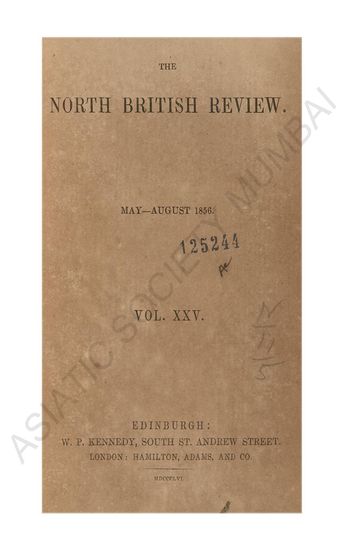 THE
NORTH BRITISH REVIEW.
MAY—AUGUST 1856.
125244
VOL. XXV.
EDINBURGH:
W. P. KENNEDY, SOUTH ST. ANDREW STREET.
LONDON: HAMILTON, ADAMS, AND CO.
MDCCCLVI.
ASIATIC SOCIETY MUMBAI